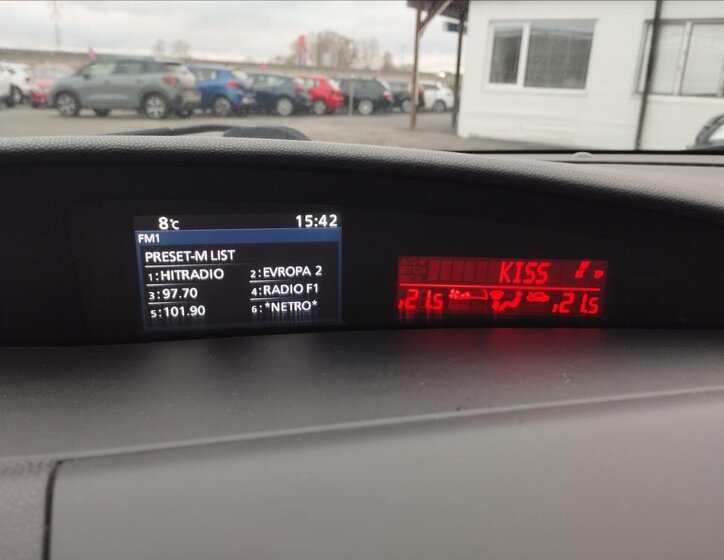 8°C 15:42
FM1
PRESET-M LIST
1:HITRADIO 2:EVROPA 2
3:97.70 4:RADIO F1
5:101.90 6:*NETRO*
KISS TP
21.5 21.5